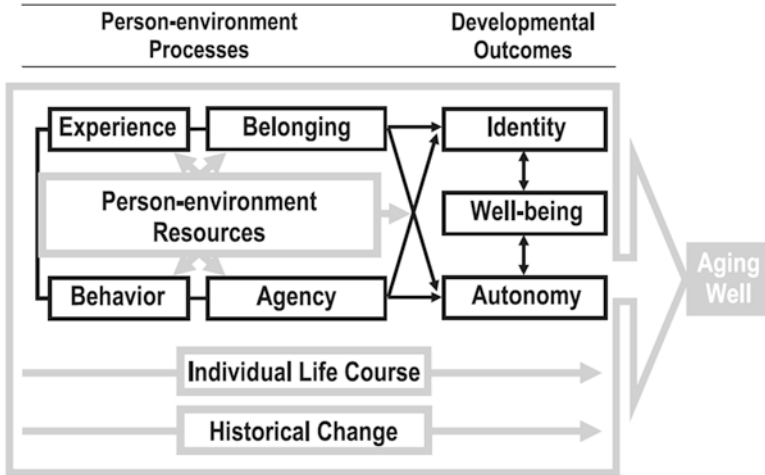 Person-environment
Processes
Developmental
Outcomes
Experience
Belonging
Identity
Person-environment
Resources
Well-being
Behavior
Agency
Autonomy
Aging
Well
Individual Life Course
Historical Change